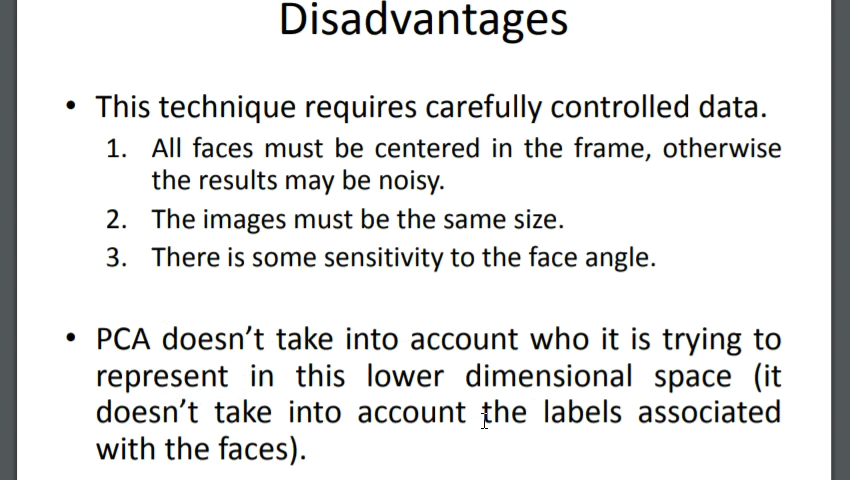 Disadvantages
• This technique requires carefully controlled data.
1. All faces must be centered in the frame, otherwise
the results may be noisy.
2. The images must be the same size.
3. There is some sensitivity to the face angle.
• PCA doesn’t take into account who it is trying to
represent in this lower dimensional space (it
doesn’t take into account the labels associated
with the faces).